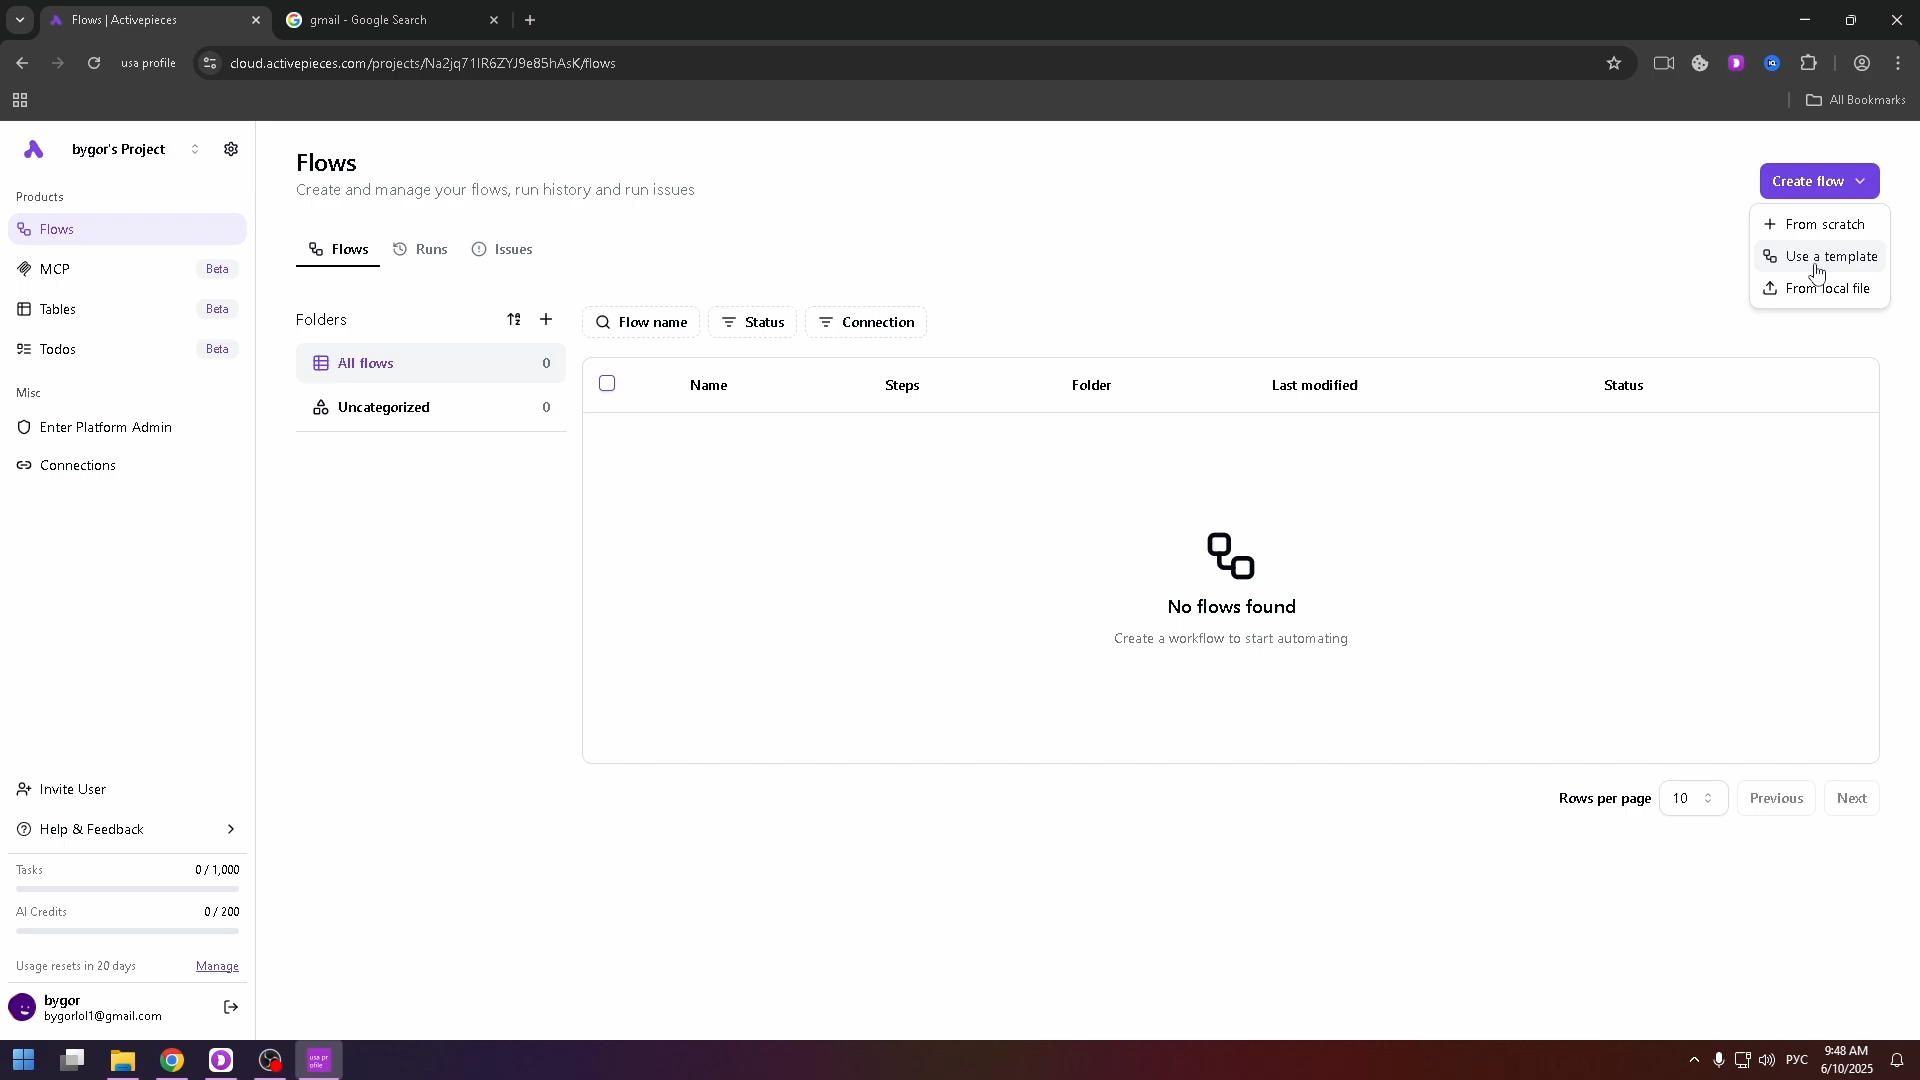 Flows | Activepieces
gmail - Google Search
usa profile
cloud.activepieces.com/projects/Na2jq71IR6ZYJ9e85hAsK/flows
All Bookmarks
bygor's Project
Products
Flows
MCP
Beta
Tables
Beta
Todos
Beta
Misc
Enter Platform Admin
Connections
Invite User
Help & Feedback
Tasks
0 / 1,000
AI Credits
0 / 200
Usage resets in 20 days
Manage
bygor
bygorlol1@gmail.com
Flows
Create and manage your flows, run history and run issues
Create flow
From scratch
Use a template
From local file
Flows
Runs
Issues
Folders
All flows
0
Uncategorized
0
Flow name
Status
Connection
Name
Steps
Folder
Last modified
Status
No flows found
Create a workflow to start automating
Rows per page
10
Previous
Next
usa pr
ofile
РУС
9:48 AM
6/10/2025